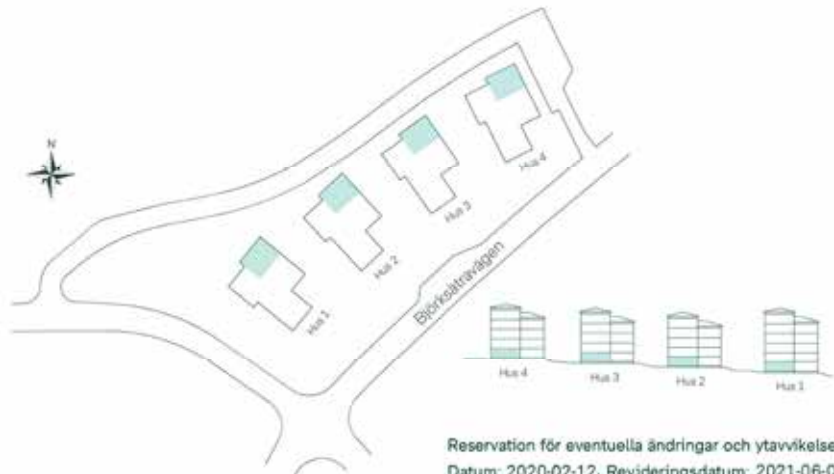 N
Hus 4
Hus 3
Hus 2
Hus 1
Björksätravägen
Hus 4
Hus 3
Hus 2
Hus 1
Reservation för eventuella ändringar och ytavvikelse
Datum: 2020-02-12, Revideringsdatum: 2021-06-0